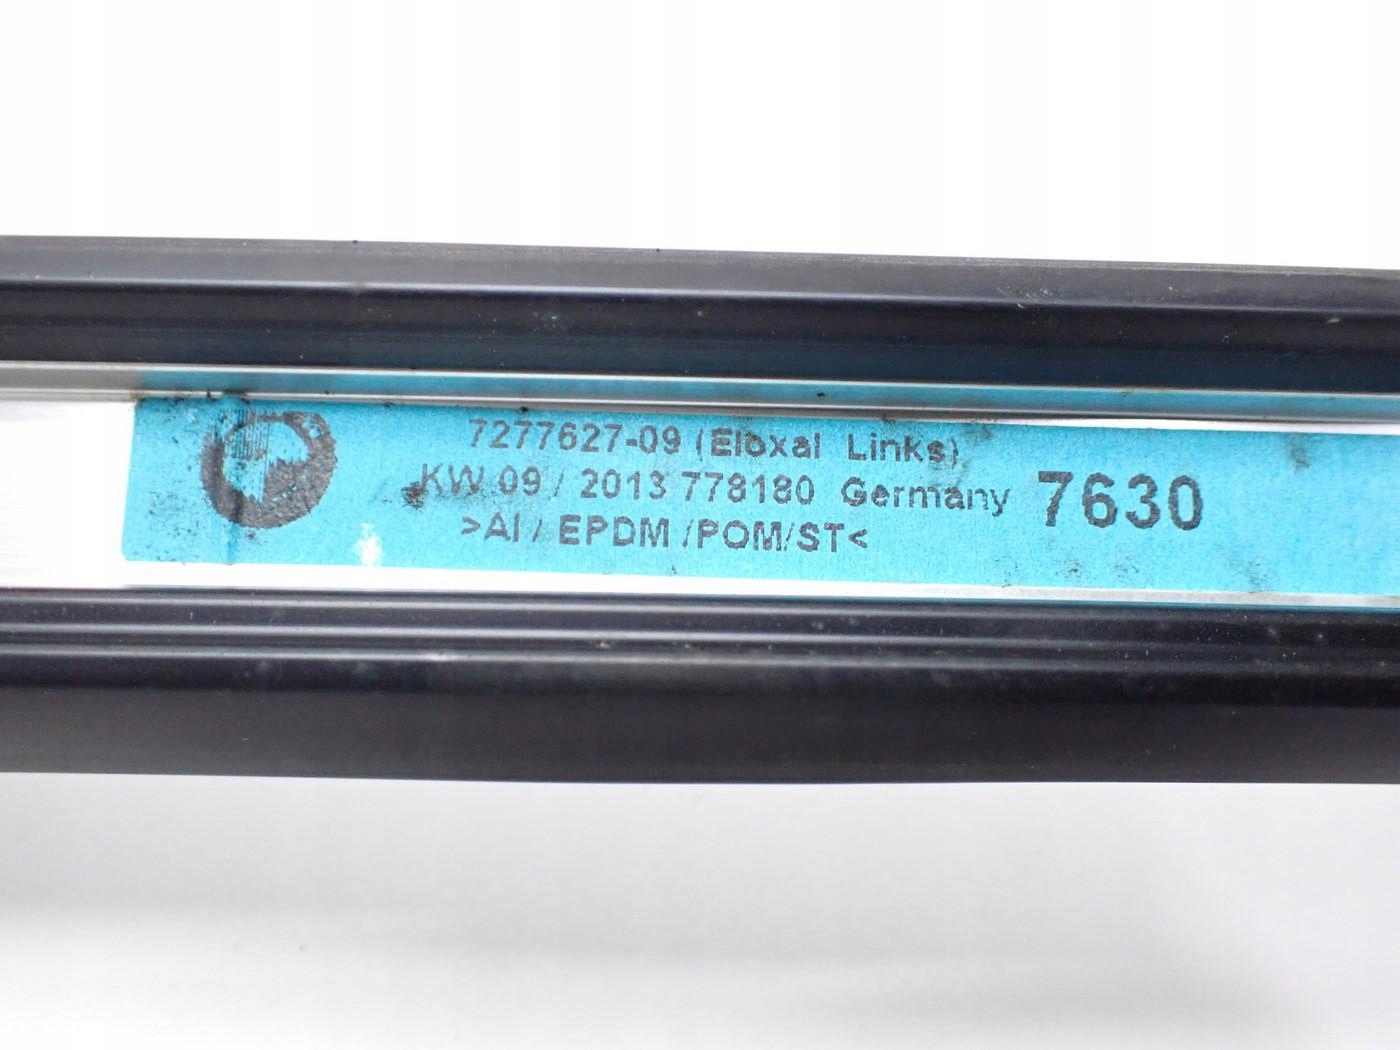 7277627-09 (Eloxal Links)
KW 09 / 2013 778180 Germany 7630
>Al / EPDM /POM/ST<